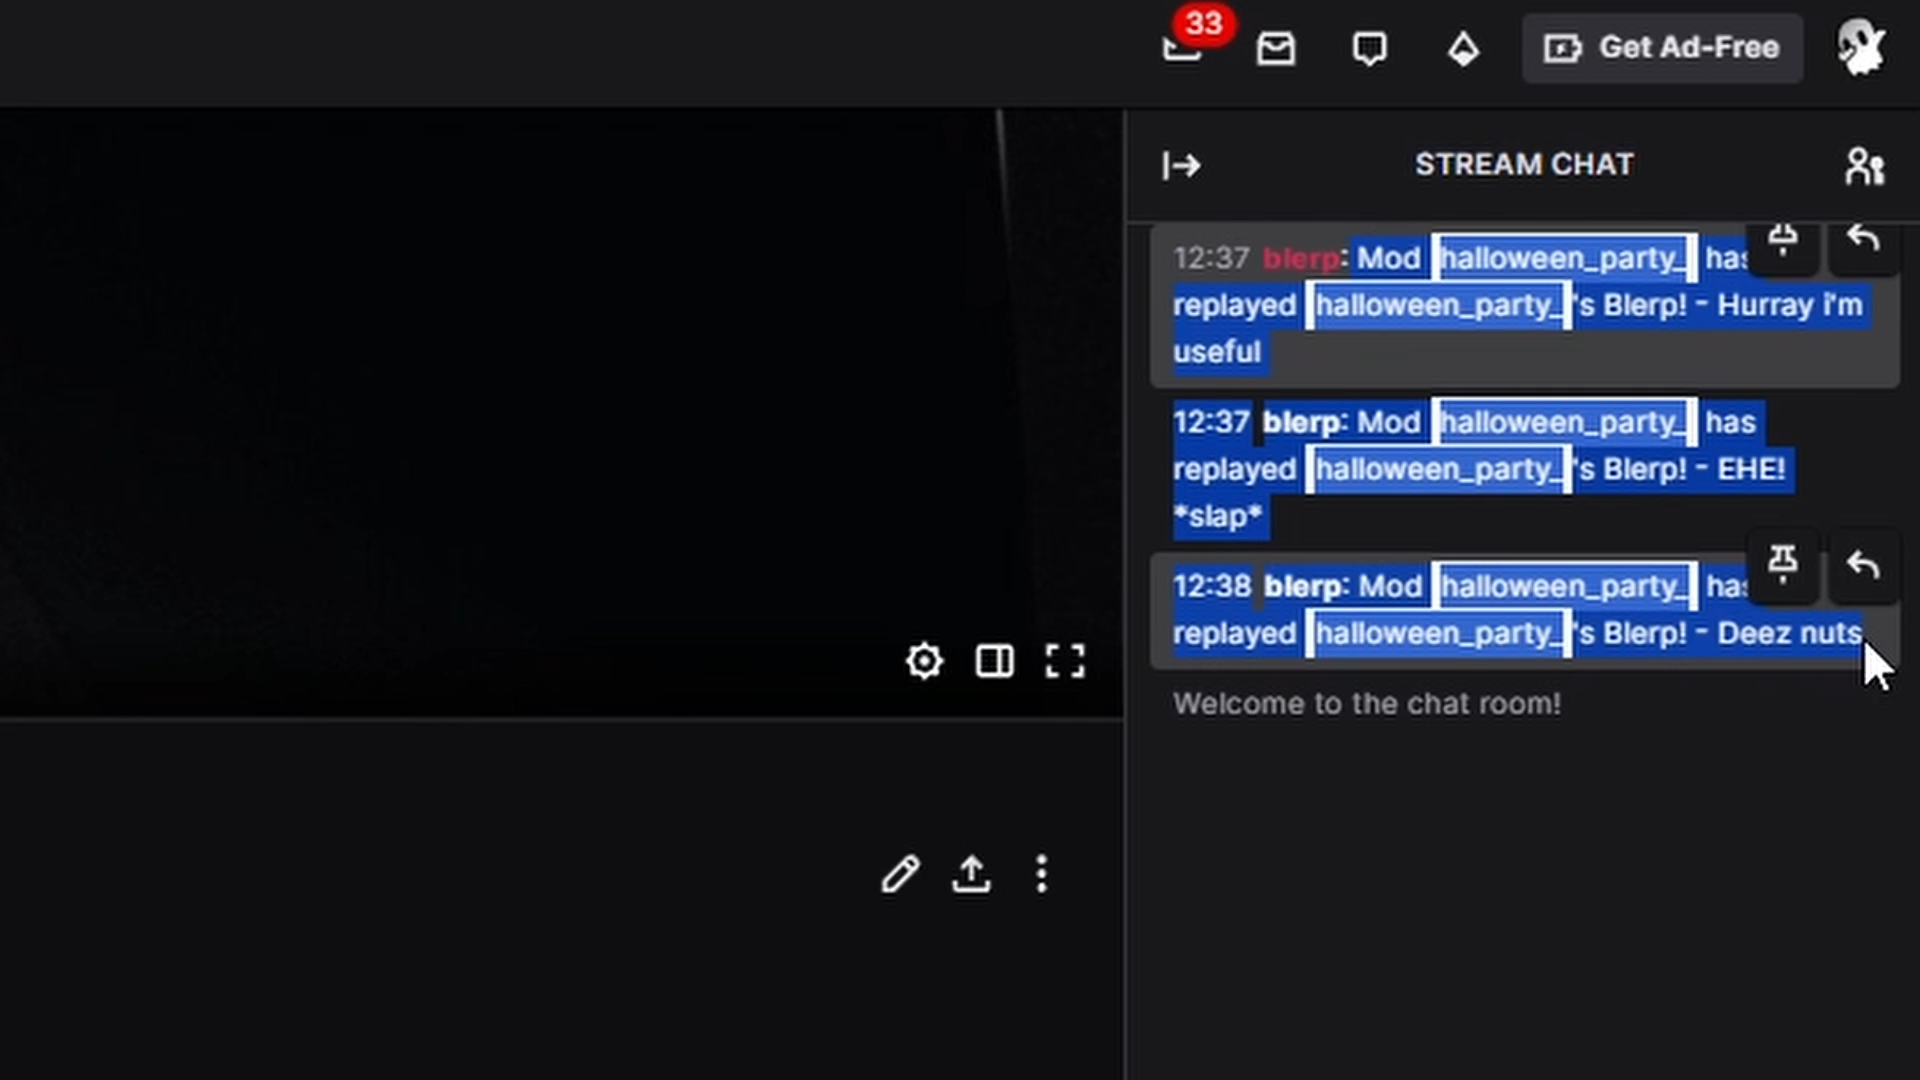 33
Get Ad-Free
STREAM CHAT
12:37 blerp: Mod halloween_party_ has
replayed halloween_party_'s Blerp! - Hurray i'm
useful
12:37 blerp: Mod halloween_party_ has
replayed halloween_party_'s Blerp! - EHE!
*slap*
12:38 blerp: Mod halloween_party_ has
replayed halloween_party_'s Blerp! - Deez nuts
Welcome to the chat room!